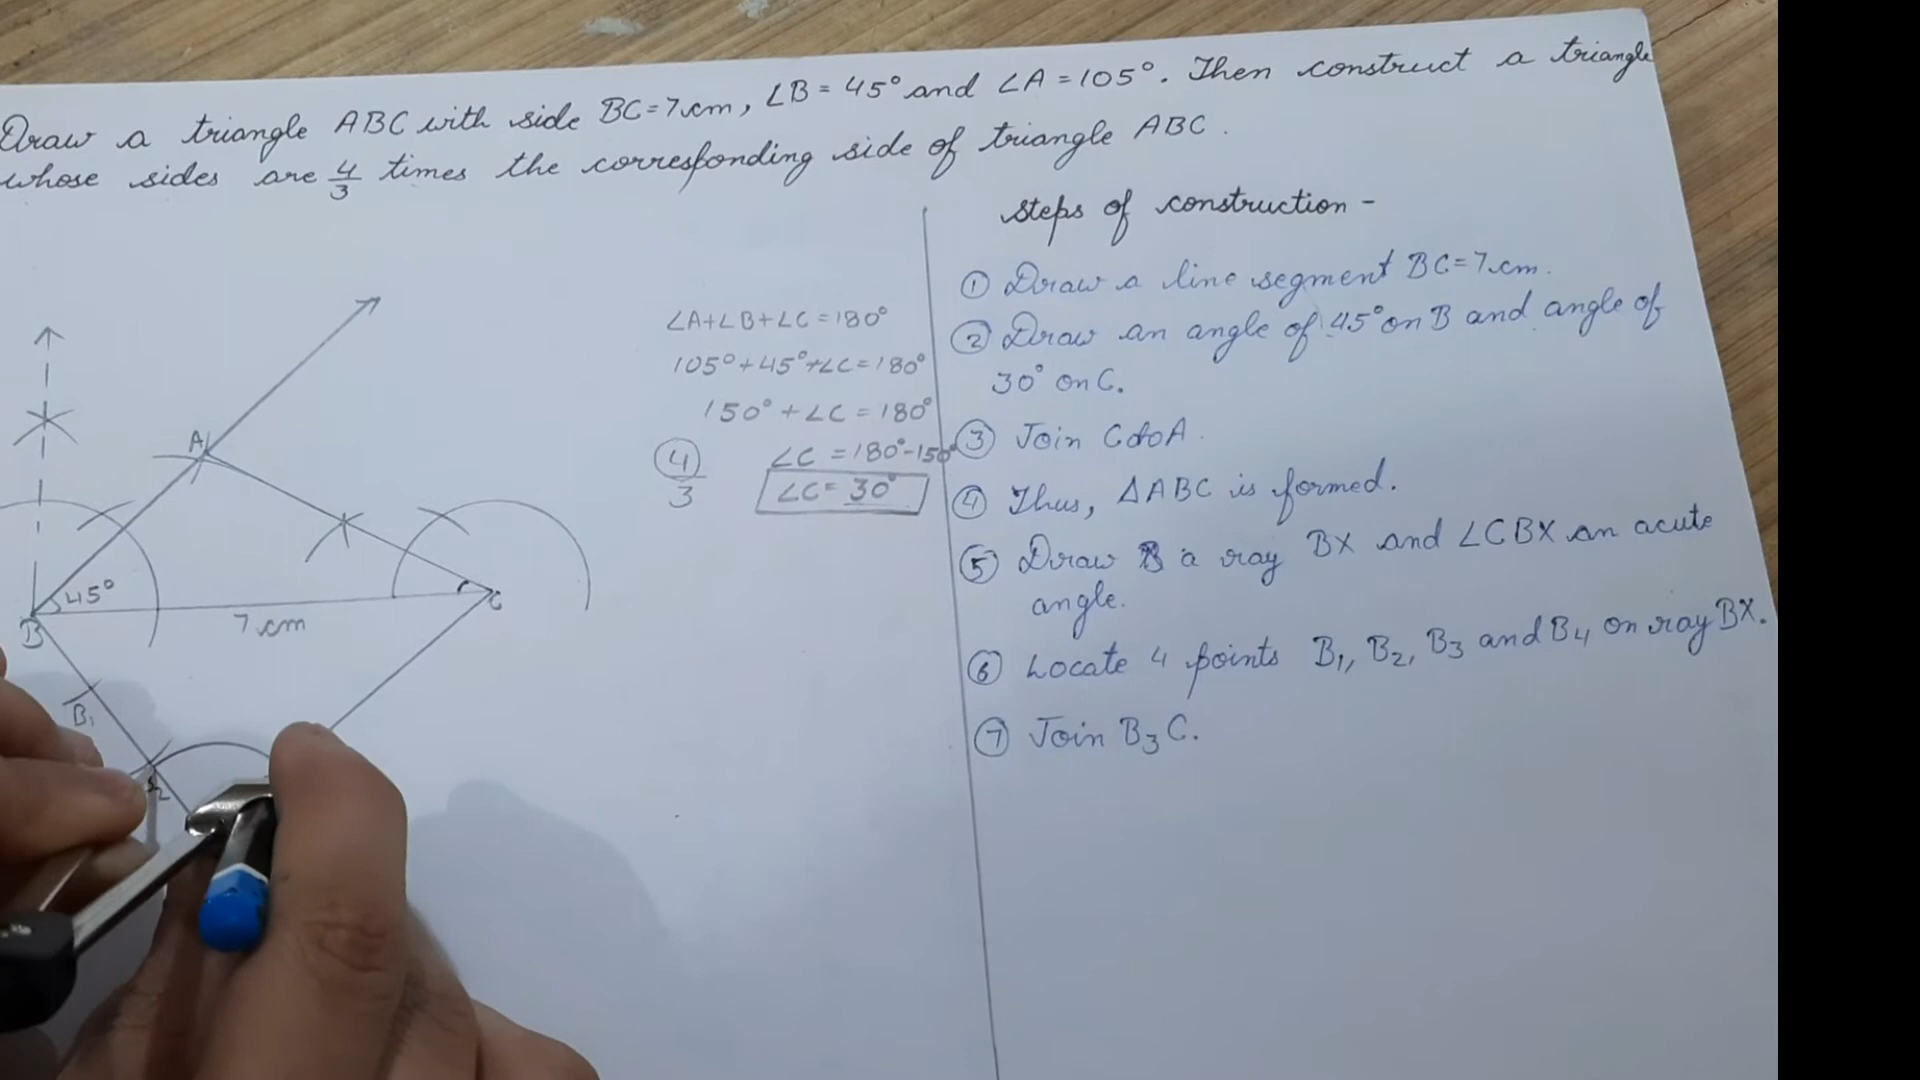 Draw a triangle ABC with side BC=7cm, ∠B = 45° and ∠A = 105°. Then construct a triangle
whose sides are 4/3 times the corresponding side of triangle ABC.
steps of construction -
① Draw a line segment BC=7cm.
② Draw an angle of 45° on B and angle of
30° on C.
③ Join C to A.
④ Thus, △ABC is formed.
⑤ Draw a ray BX and ∠CBX an acute
angle.
⑥ Locate 4 points B₁, B₂, B₃ and B₄ on ray BX.
⑦ Join B₃C.
∠A+∠B+∠C=180°
105°+45°+∠C=180°
150°+∠C=180°
∠C=180°-150°
∠C=30°
4
3
A
45°
B
7cm
C
B₁